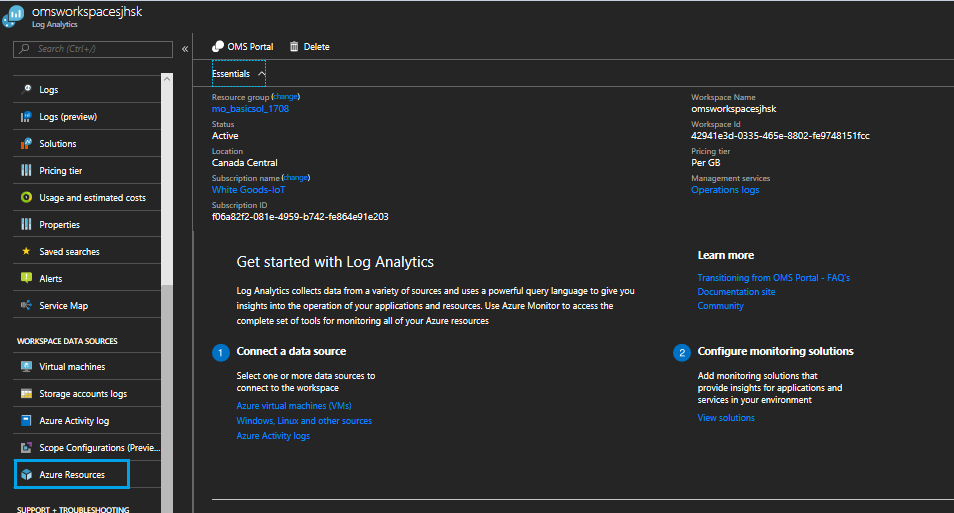 omsworkspacesjhsk
Log Analytics
Search (Ctrl+/)
«
Logs
Logs (preview)
Solutions
Pricing tier
Usage and estimated costs
Properties
Saved searches
Alerts
Service Map
WORKSPACE DATA SOURCES
Virtual machines
Storage accounts logs
Azure Activity log
Scope Configurations (Previe...
Azure Resources
SUPPORT + TROUBLESHOOTING
OMS Portal
Delete
Essentials
Resource group (change)
mo_basicsol_1708
Status
Active
Location
Canada Central
Subscription name (change)
White Goods-IoT
Subscription ID
f06a82f2-081e-4959-b742-fe864e91e203
Workspace Name
omsworkspacesjhsk
Workspace Id
42941e3d-0335-465e-8802-fe9748151fcc
Pricing tier
Per GB
Management services
Operations logs
Get started with Log Analytics
Log Analytics collects data from a variety of sources and uses a powerful query language to give you
insights into the operation of your applications and resources. Use Azure Monitor to access the
complete set of tools for monitoring all of your Azure resources
Learn more
Transitioning from OMS Portal - FAQ's
Documentation site
Community
1 Connect a data source
Select one or more data sources to
connect to the workspace
Azure virtual machines (VMs)
Windows, Linux and other sources
Azure Activity logs
2 Configure monitoring solutions
Add monitoring solutions that
provide insights for applications and
services in your environment
View solutions